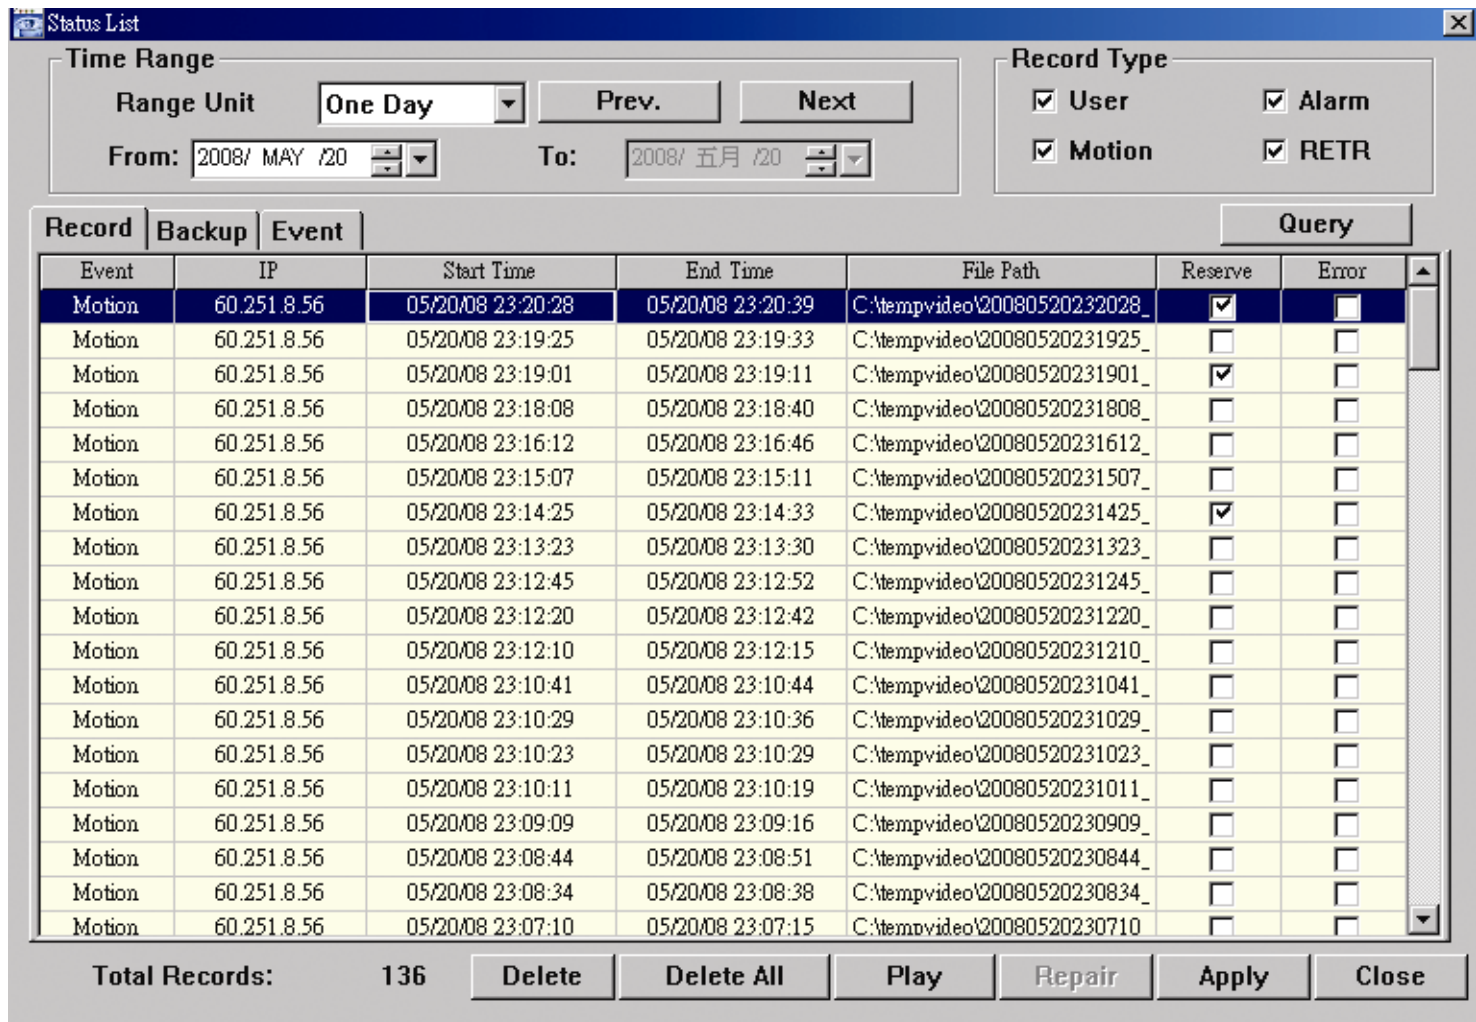 Status List
Time Range
Record Type
Range Unit One Day Prev. Next
User Alarm
From: 2008/ MAY /20 To: 2008/ 五月 /20
Motion RETR
Record Backup Event Query
Event IP Start Time End Time File Path Reserve Error
Motion 60.251.8.56 05/20/08 23:20:28 05/20/08 23:20:39 C:\tempvideo\20080520232028_
Motion 60.251.8.56 05/20/08 23:19:25 05/20/08 23:19:33 C:\tempvideo\20080520231925_
Motion 60.251.8.56 05/20/08 23:19:01 05/20/08 23:19:11 C:\tempvideo\20080520231901_
Motion 60.251.8.56 05/20/08 23:18:08 05/20/08 23:18:40 C:\tempvideo\20080520231808_
Motion 60.251.8.56 05/20/08 23:16:12 05/20/08 23:16:46 C:\tempvideo\20080520231612_
Motion 60.251.8.56 05/20/08 23:15:07 05/20/08 23:15:11 C:\tempvideo\20080520231507_
Motion 60.251.8.56 05/20/08 23:14:25 05/20/08 23:14:33 C:\tempvideo\20080520231425_
Motion 60.251.8.56 05/20/08 23:13:23 05/20/08 23:13:30 C:\tempvideo\20080520231323_
Motion 60.251.8.56 05/20/08 23:12:45 05/20/08 23:12:52 C:\tempvideo\20080520231245_
Motion 60.251.8.56 05/20/08 23:12:20 05/20/08 23:12:42 C:\tempvideo\20080520231220_
Motion 60.251.8.56 05/20/08 23:12:10 05/20/08 23:12:15 C:\tempvideo\20080520231210_
Motion 60.251.8.56 05/20/08 23:10:41 05/20/08 23:10:44 C:\tempvideo\20080520231041_
Motion 60.251.8.56 05/20/08 23:10:29 05/20/08 23:10:36 C:\tempvideo\20080520231029_
Motion 60.251.8.56 05/20/08 23:10:23 05/20/08 23:10:29 C:\tempvideo\20080520231023_
Motion 60.251.8.56 05/20/08 23:10:11 05/20/08 23:10:19 C:\tempvideo\20080520231011_
Motion 60.251.8.56 05/20/08 23:09:09 05/20/08 23:09:16 C:\tempvideo\20080520230909_
Motion 60.251.8.56 05/20/08 23:08:44 05/20/08 23:08:51 C:\tempvideo\20080520230844_
Motion 60.251.8.56 05/20/08 23:08:34 05/20/08 23:08:38 C:\tempvideo\20080520230834_
Motion 60.251.8.56 05/20/08 23:07:10 05/20/08 23:07:15 C:\tempvideo\20080520230710
Total Records: 136 Delete Delete All Play Repair Apply Close